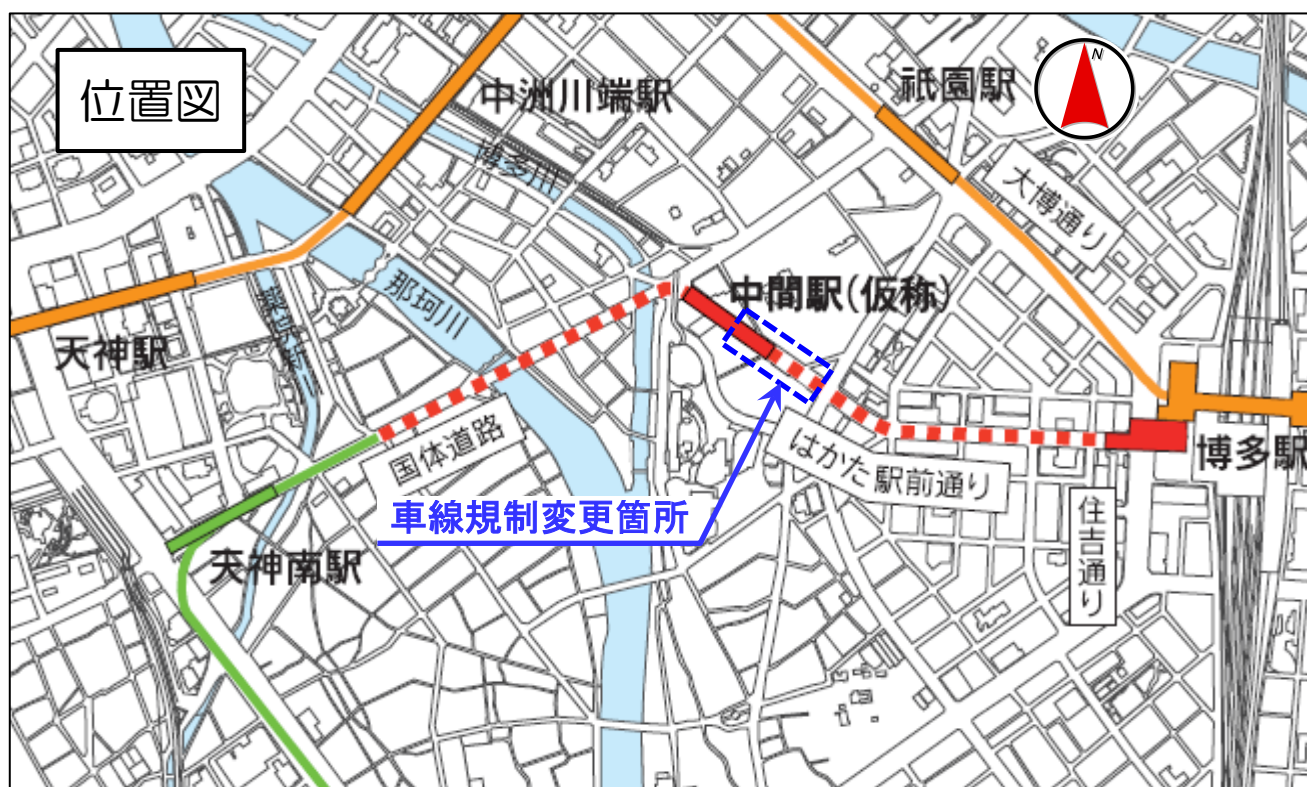 位置図
N
中洲川端駅
祇園駅
博多川
大博通り
那珂川
中間駅(仮称)
天神駅
国体道路
はかた駅前通り
博多駅
車線規制変更箇所
住吉通り
天神南駅